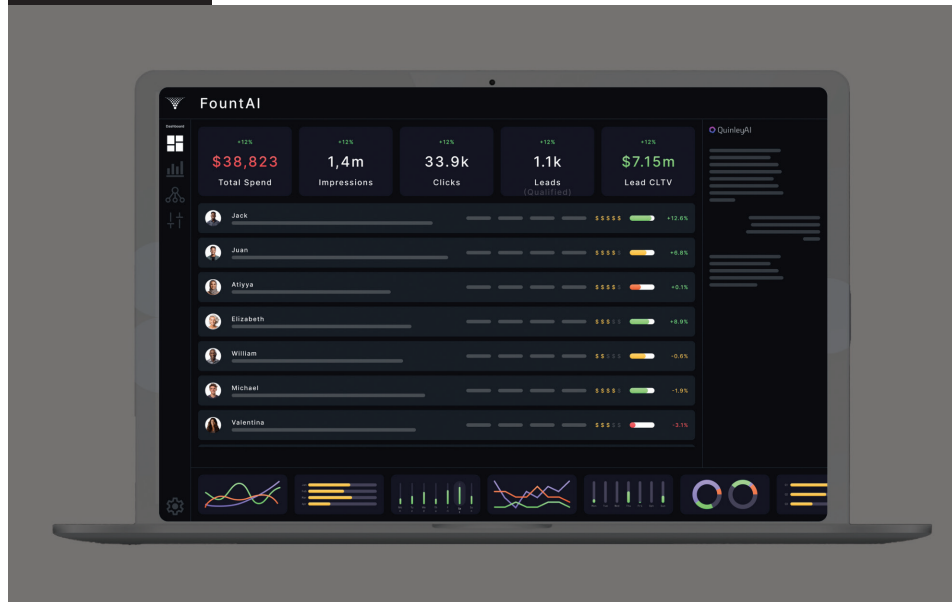 FountAI
Dashboard
+12%
$38,823
Total Spend
+12%
1,4m
Impressions
+12%
33.9k
Clicks
+12%
1.1k
Leads
(Qualified)
+12%
$7.15m
Lead CLTV
QuinleyAI
Jack
$$$$$
+12.6%
Juan
$$$$$
+6.8%
Atiyya
$$$$$
+0.1%
Elizabeth
$$$$$
+8.9%
William
$$$$$
-0.6%
Michael
$$$$$
-1.9%
Valentina
$$$$$
-3.1%